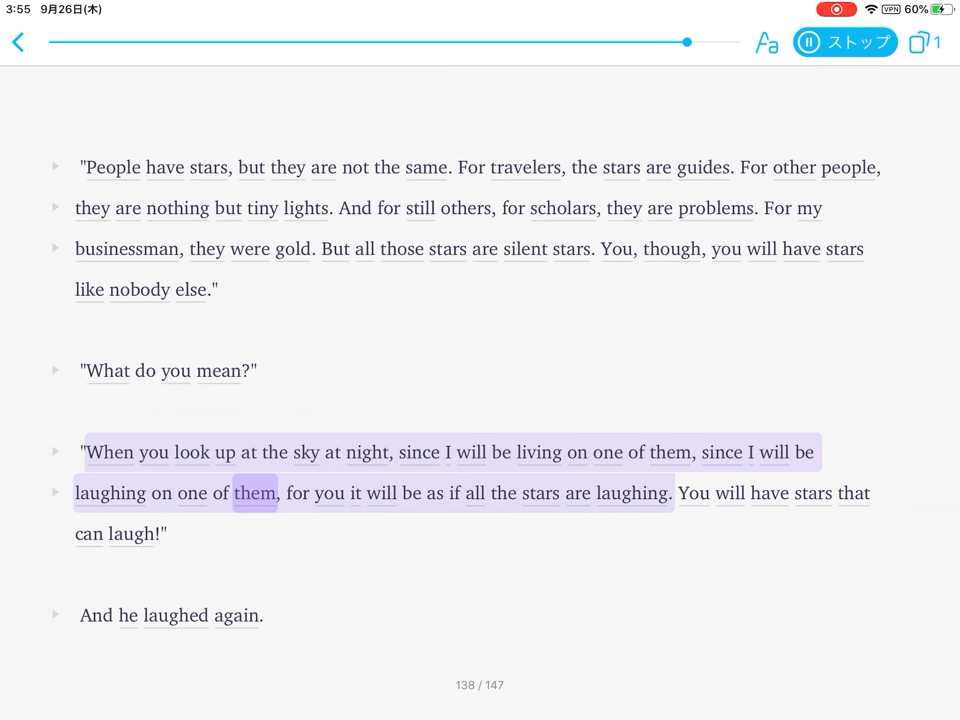 3:55 9月26日(木) VPN 60%
ストップ 1
"People have stars, but they are not the same. For travelers, the stars are guides. For other people,
they are nothing but tiny lights. And for still others, for scholars, they are problems. For my
businessman, they were gold. But all those stars are silent stars. You, though, you will have stars
like nobody else."
"What do you mean?"
"When you look up at the sky at night, since I will be living on one of them, since I will be
laughing on one of them, for you it will be as if all the stars are laughing. You will have stars that
can laugh!"
And he laughed again.
138 / 147